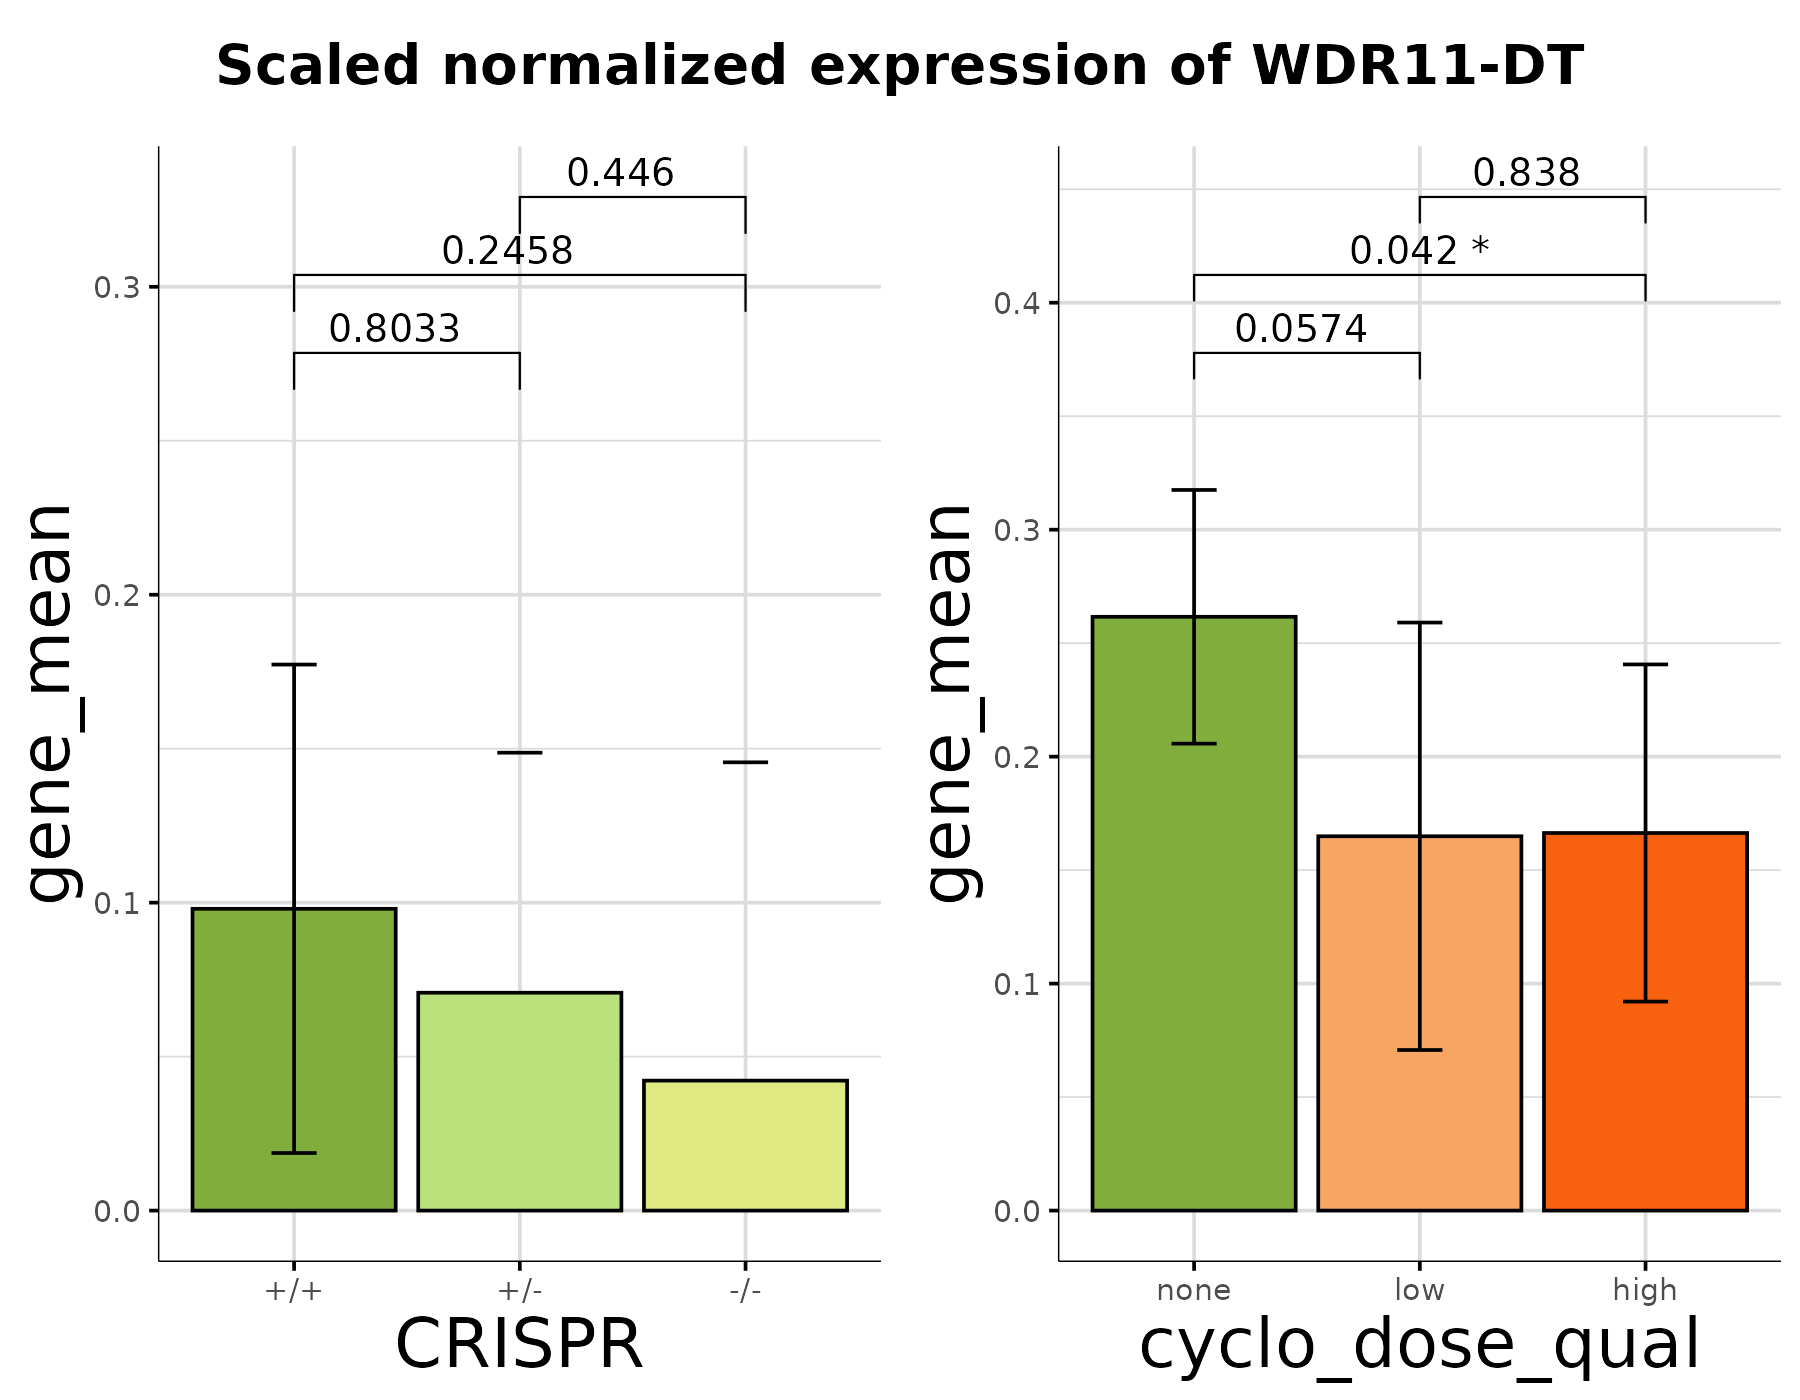 Scaled normalized expression of WDR11-DT
gene_mean
0.3
0.2
0.1
0.0
0.446
0.2458
0.8033
+/+
+/-
-/-
CRISPR
gene_mean
0.4
0.3
0.2
0.1
0.0
0.838
0.042 *
0.0574
none
low
high
cyclo_dose_qual